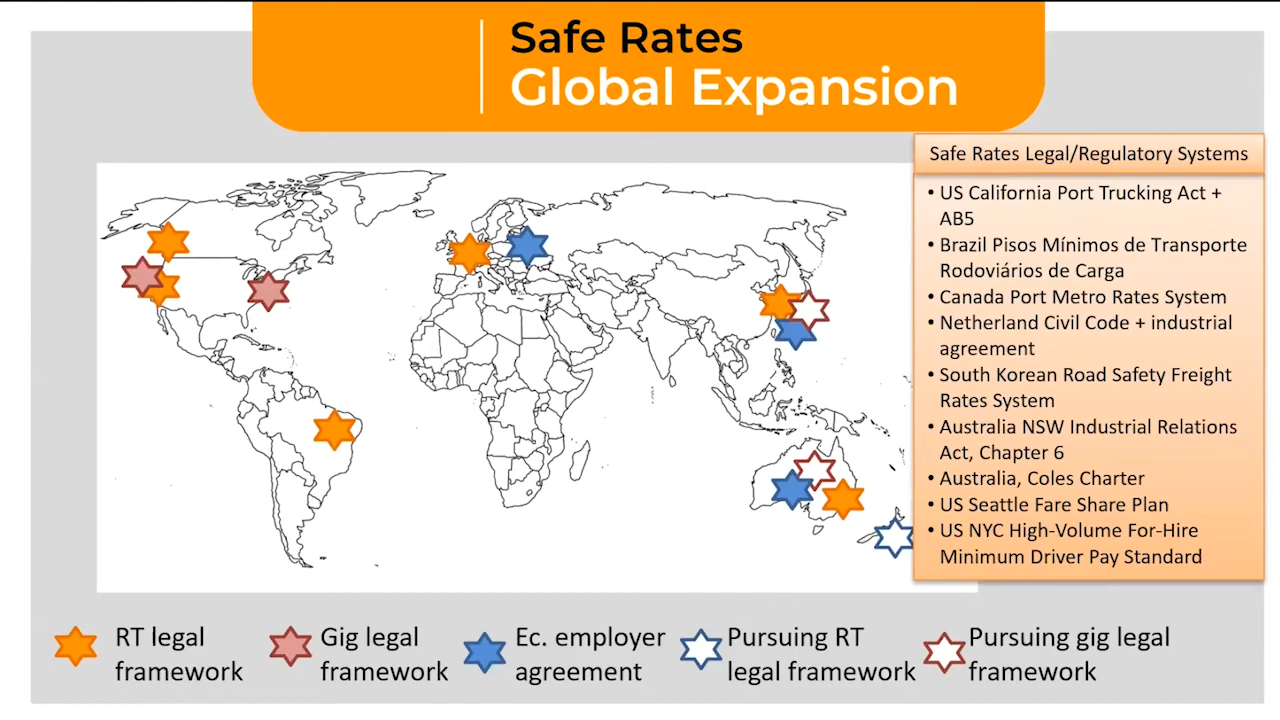 Safe Rates
Global Expansion
Safe Rates Legal/Regulatory Systems
• US California Port Trucking Act +
AB5
• Brazil Pisos Mínimos de Transporte
Rodoviários de Carga
• Canada Port Metro Rates System
• Netherland Civil Code + industrial
agreement
• South Korean Road Safety Freight
Rates System
• Australia NSW Industrial Relations
Act, Chapter 6
• Australia, Coles Charter
• US Seattle Fare Share Plan
• US NYC High-Volume For-Hire
Minimum Driver Pay Standard
RT legal
framework
Gig legal
framework
Ec. employer
agreement
Pursuing RT
legal framework
Pursuing gig legal
framework